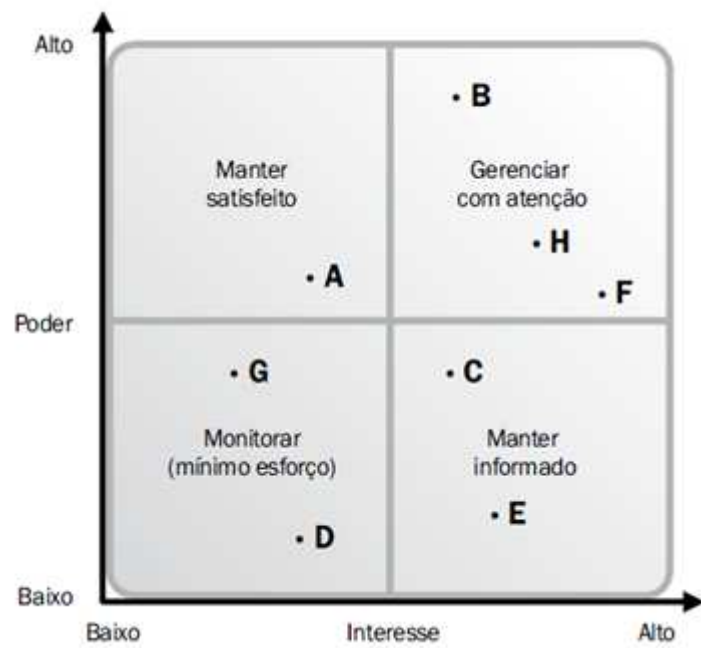 Alto
B
Manter
satisfeito
Gerenciar
com atenção
H
A
F
Poder
G
C
Monitorar
(mínimo esforço)
Manter
informado
E
D
Baixo
Baixo
Interesse
Alto